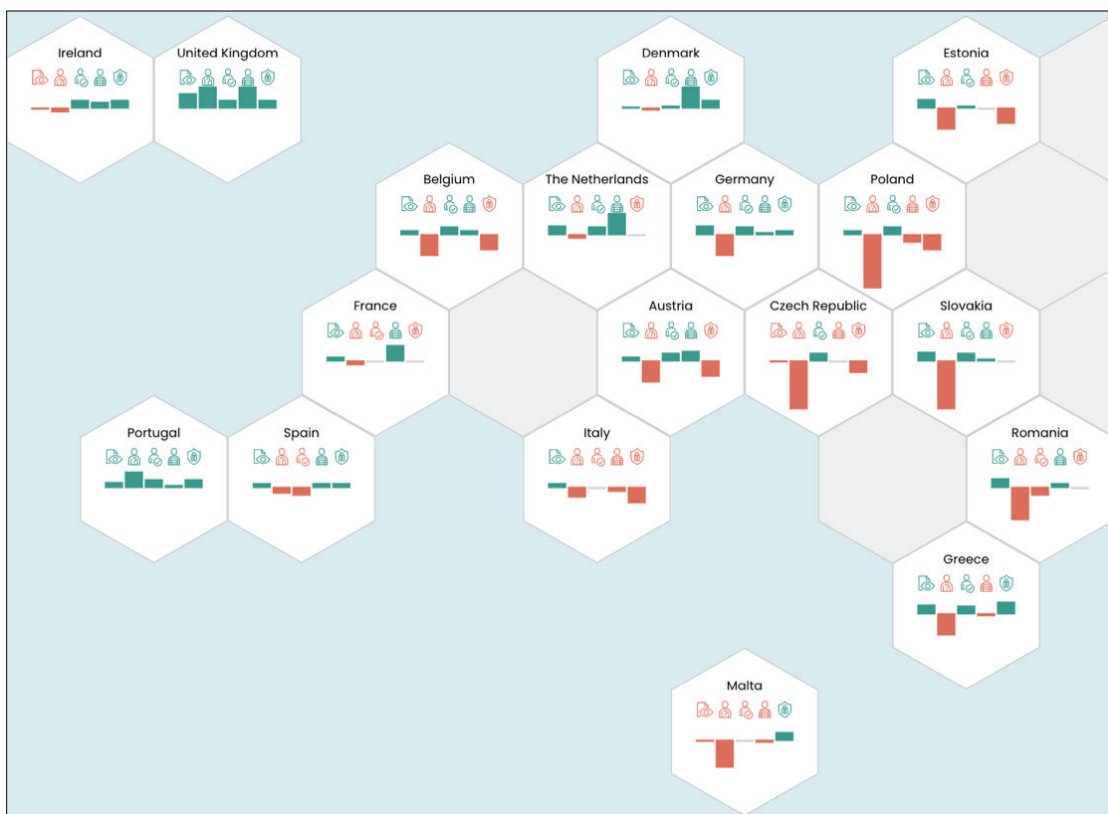 Ireland
United Kingdom
Denmark
Estonia
Belgium
The Netherlands
Germany
Poland
France
Austria
Czech Republic
Slovakia
Portugal
Spain
Italy
Romania
Greece
Malta